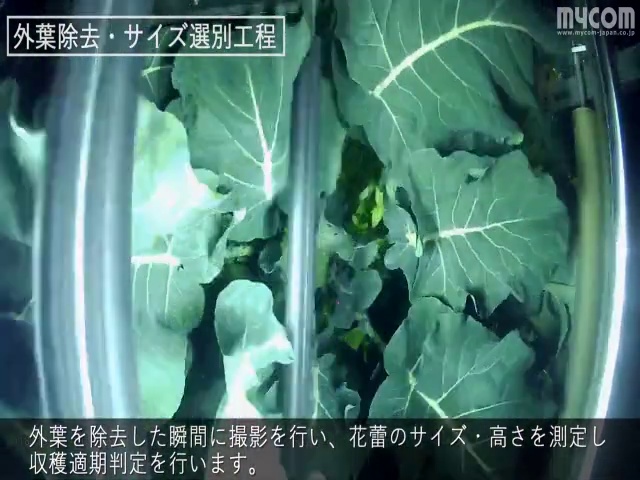 外葉除去・サイズ選別工程
mycom
www.mycom-japan.co.jp
外葉を除去した瞬間に撮影を行い、花蕾のサイズ・高さを測定し
収穫適期判定を行います。